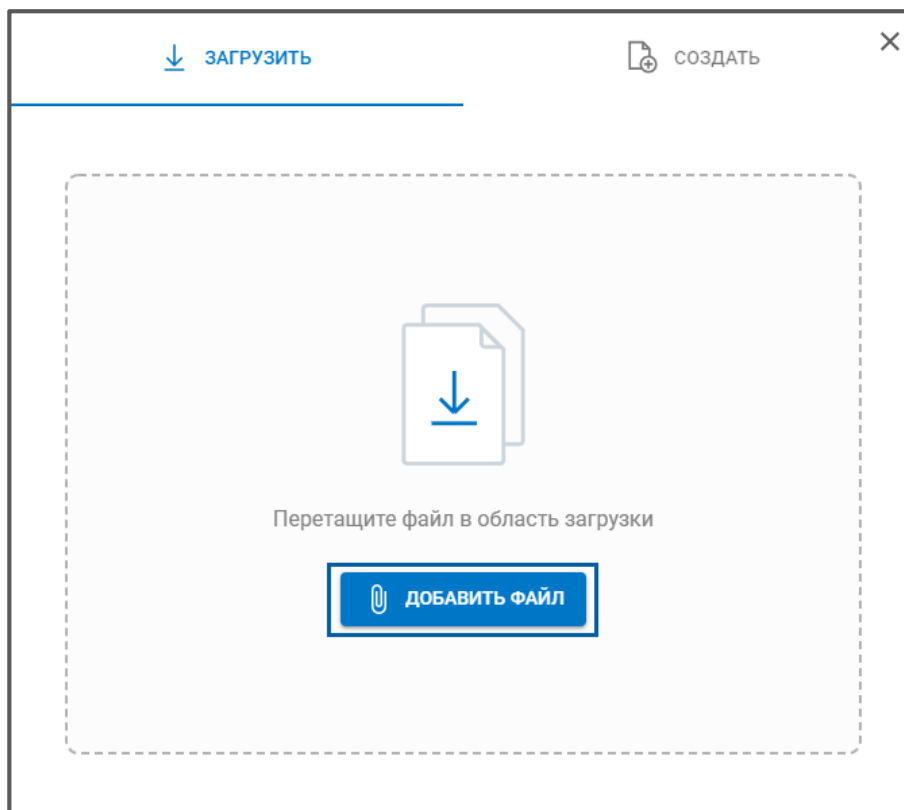 ЗАГРУЗИТЬ
СОЗДАТЬ
Перетащите файл в область загрузки
ДОБАВИТЬ ФАЙЛ